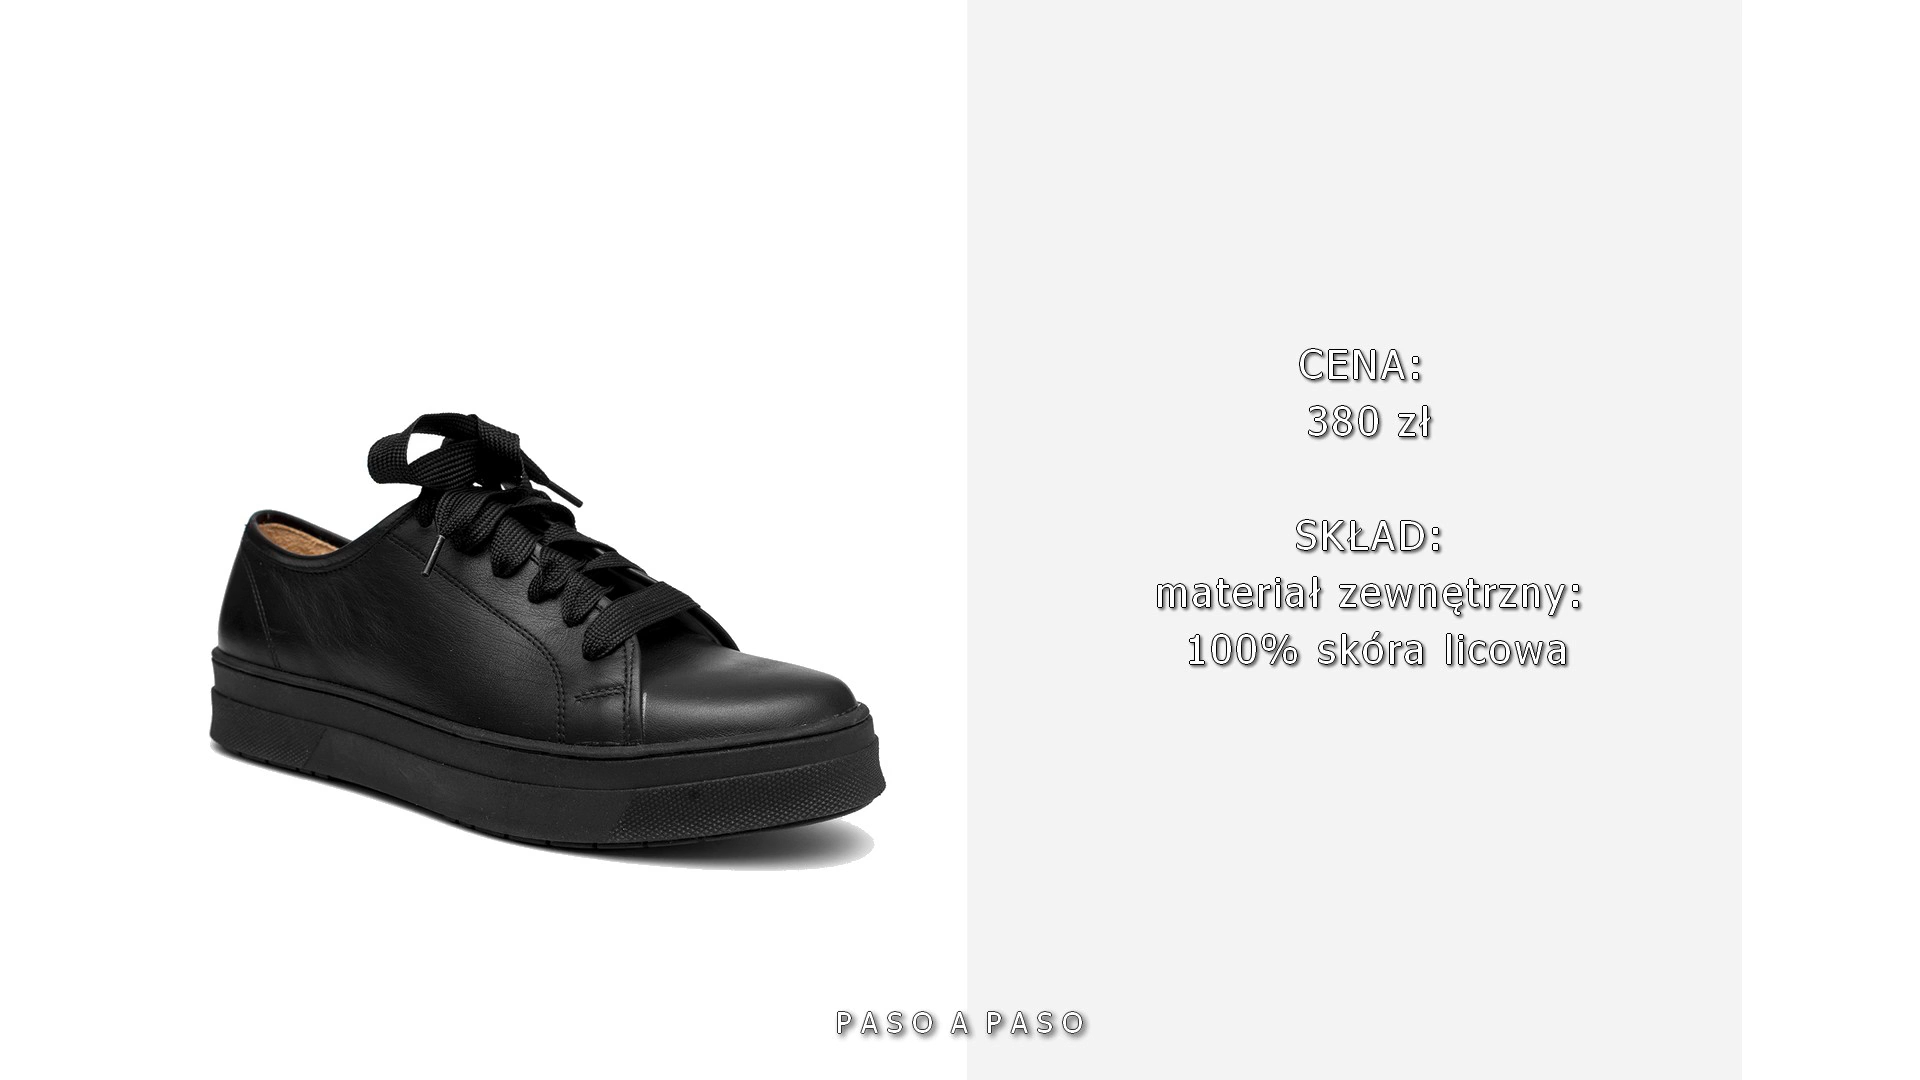 CENA:
380 zł
SKŁAD:
materiał zewnętrzny:
100% skóra licowa
PASO A PASO